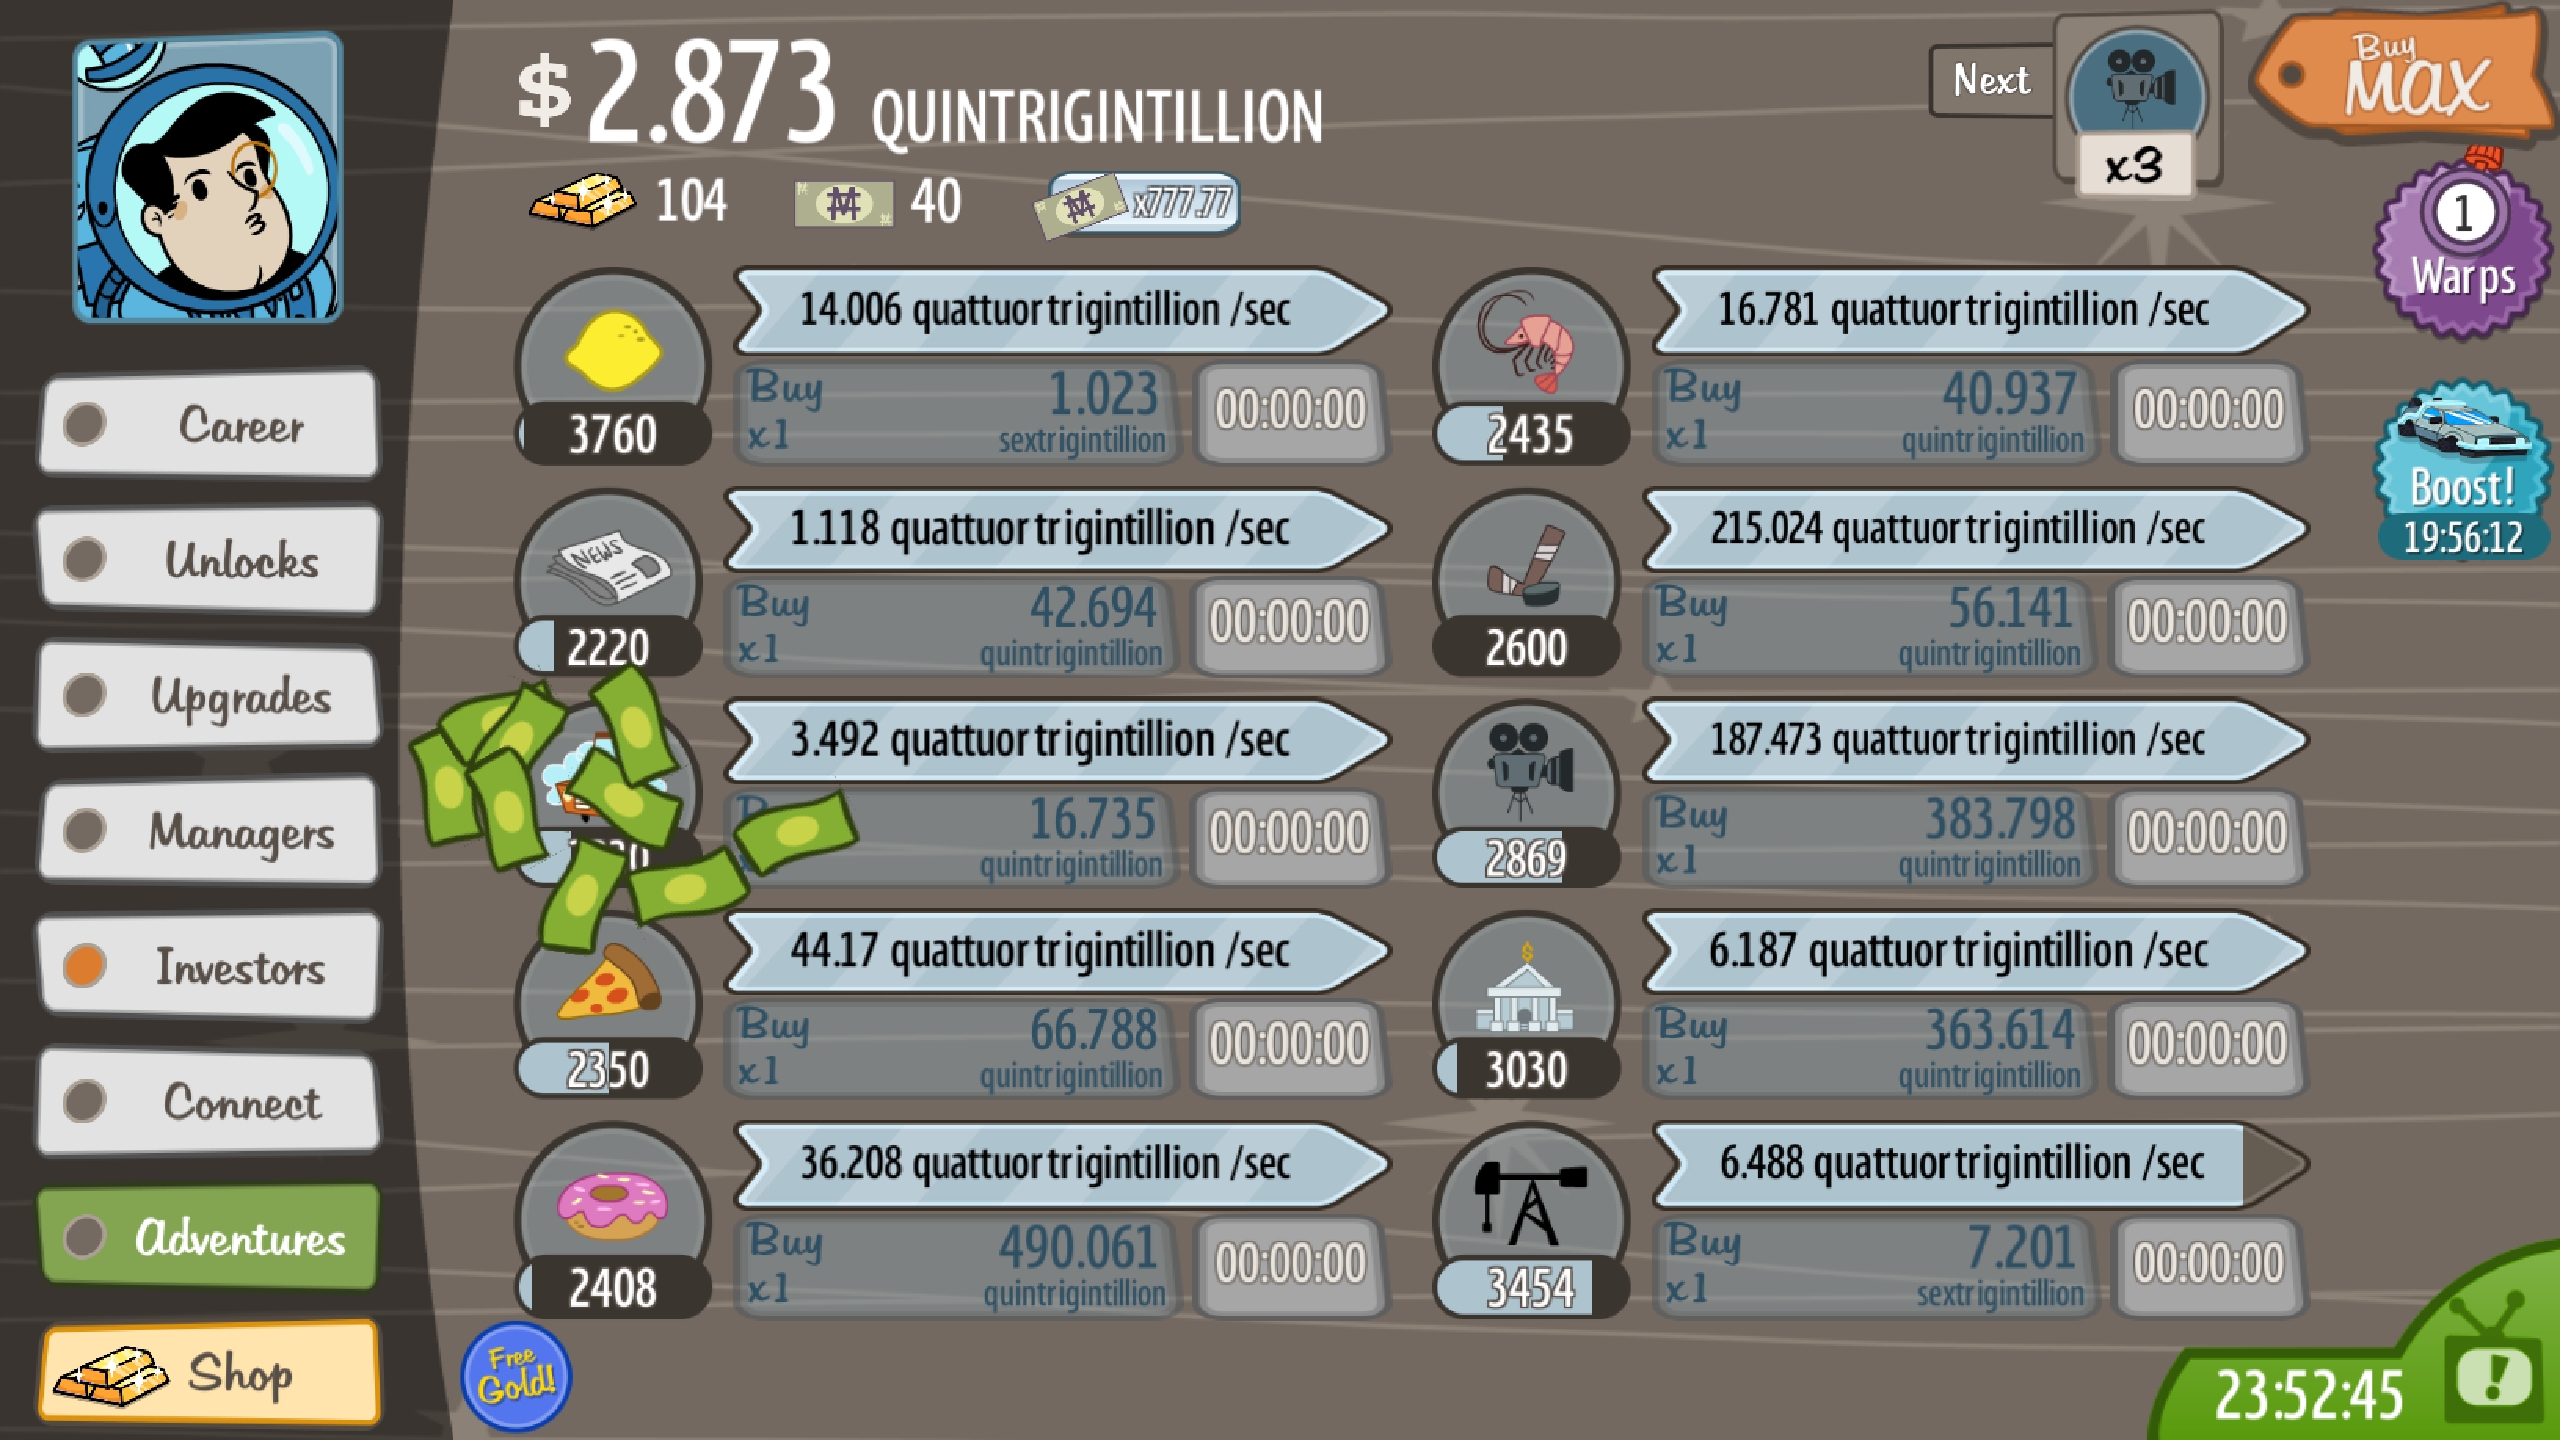 $2.873 QUINTRIGINTILLION
104 40 x777.77
Next
x3
Buy
MAX
1
Warps
Boost!
19:56:12
Career
Unlocks
Upgrades
Managers
Investors
Connect
Adventures
Shop
14.006 quattuortrigintillion /sec
3760
Buy 1.023
x1 sextrigintillion
00:00:00
NEWS
1.118 quattuortrigintillion /sec
2220
Buy 42.694
x1 quintrigintillion
00:00:00
3.492 quattuortrigintillion /sec
16.735
quintrigintillion
00:00:00
44.17 quattuortrigintillion /sec
2350
Buy 66.788
x1 quintrigintillion
00:00:00
36.208 quattuortrigintillion /sec
2408
Buy 490.061
x1 quintrigintillion
00:00:00
16.781 quattuortrigintillion /sec
2435
Buy 40.937
x1 quintrigintillion
00:00:00
215.024 quattuortrigintillion /sec
2600
Buy 56.141
x1 quintrigintillion
00:00:00
187.473 quattuortrigintillion /sec
2869
Buy 383.798
x1 quintrigintillion
00:00:00
$
6.187 quattuortrigintillion /sec
3030
Buy 363.614
x1 quintrigintillion
00:00:00
6.488 quattuortrigintillion /sec
3454
Buy 7.201
x1 sextrigintillion
00:00:00
Free
Gold!
23:52:45
!